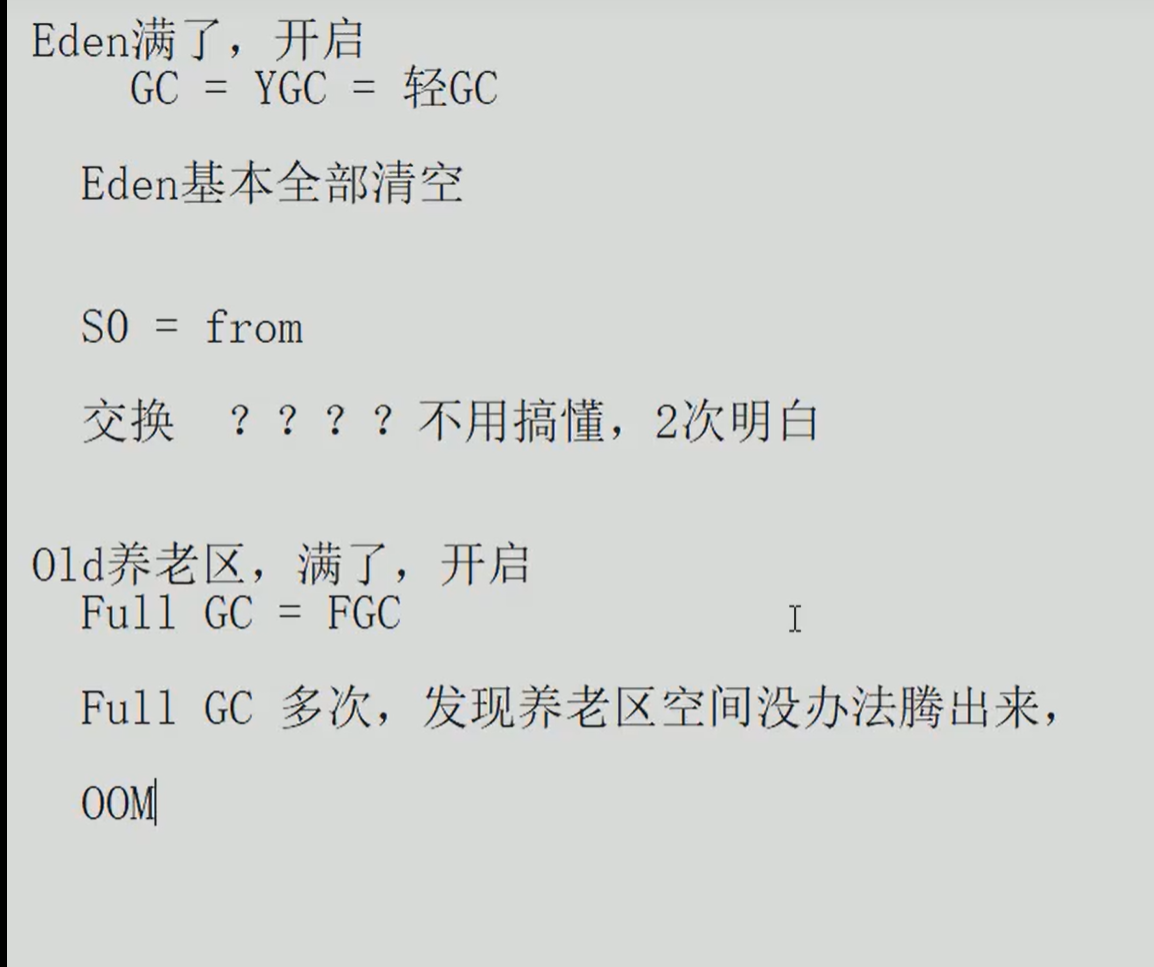 Eden满了，开启
GC = YGC = 轻GC
Eden基本全部清空
S0 = from
交换 ？？？？不用搞懂，2次明白
Old养老区，满了，开启
Full GC = FGC
Full GC 多次，发现养老区空间没办法腾出来，
OOM